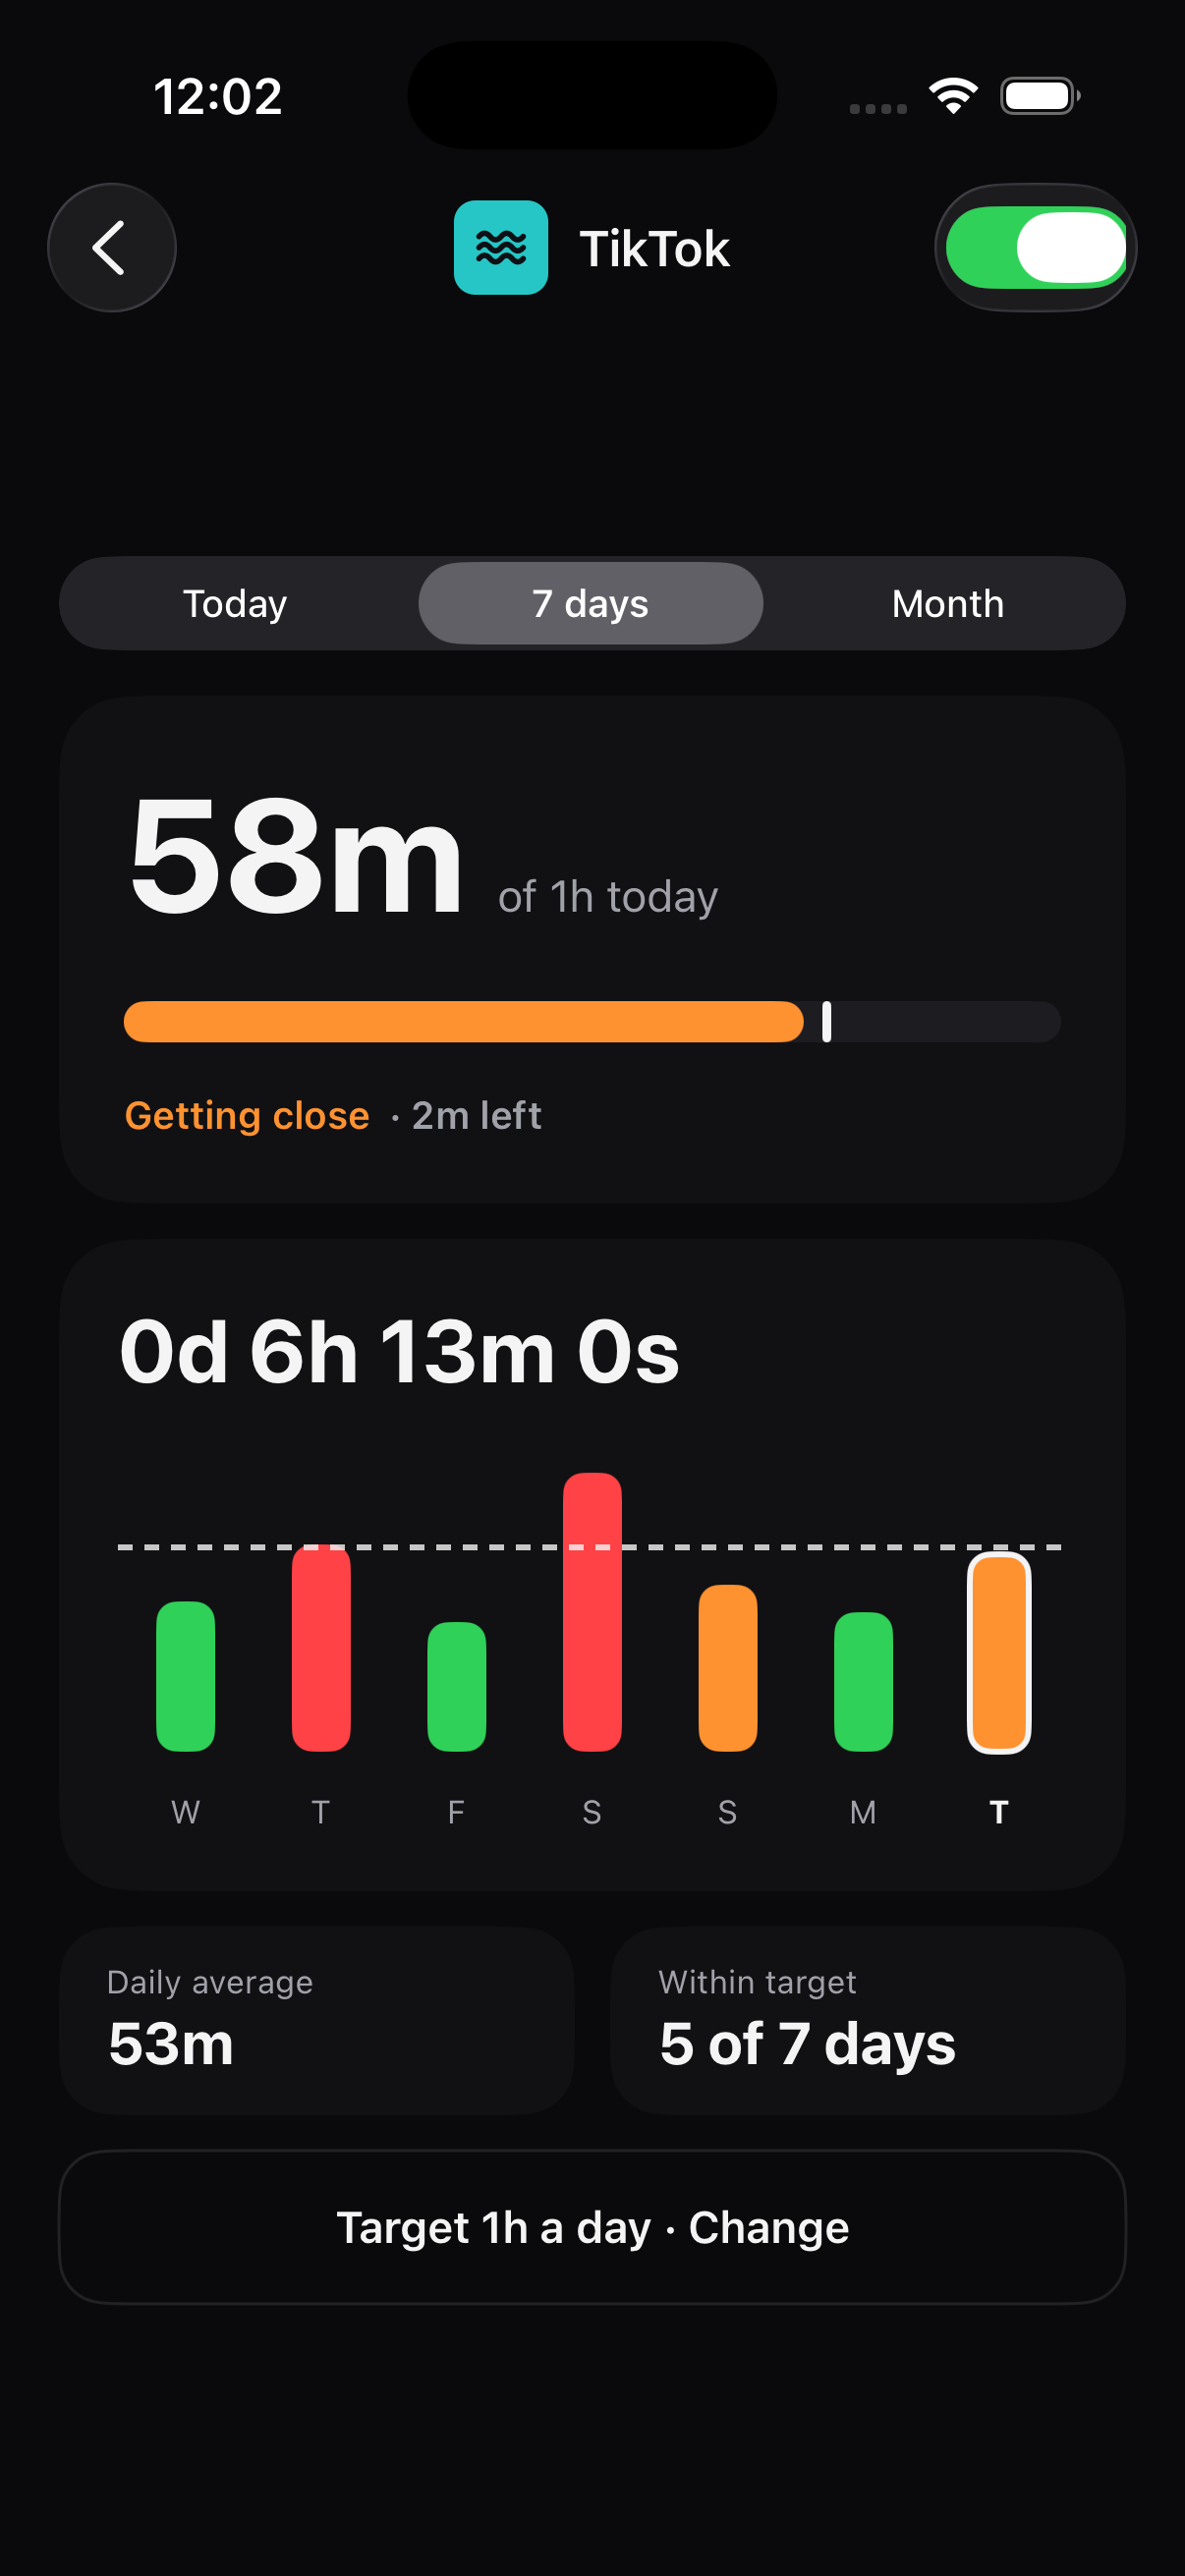 12:02
TikTok
Today
7 days
Month
58m of 1h today
Getting close · 2m left
0d 6h 13m 0s
W T F S S M T
Daily average
53m
Within target
5 of 7 days
Target 1h a day · Change